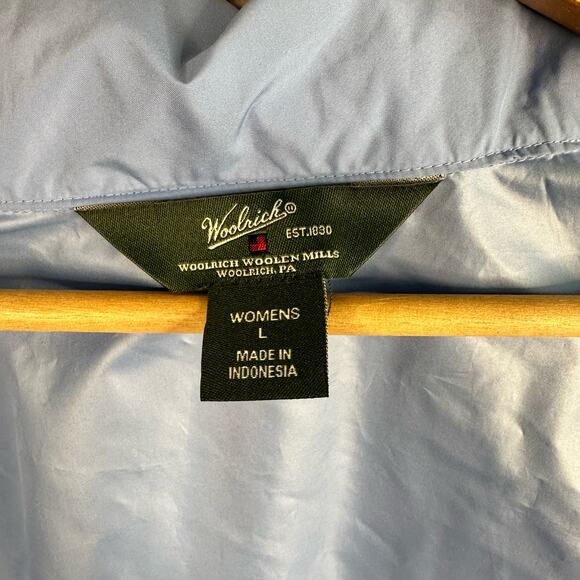 Woolrich
EST.1830
WOOLRICH WOOLEN MILLS
WOOLRICH, PA
WOMENS
L
MADE IN
INDONESIA